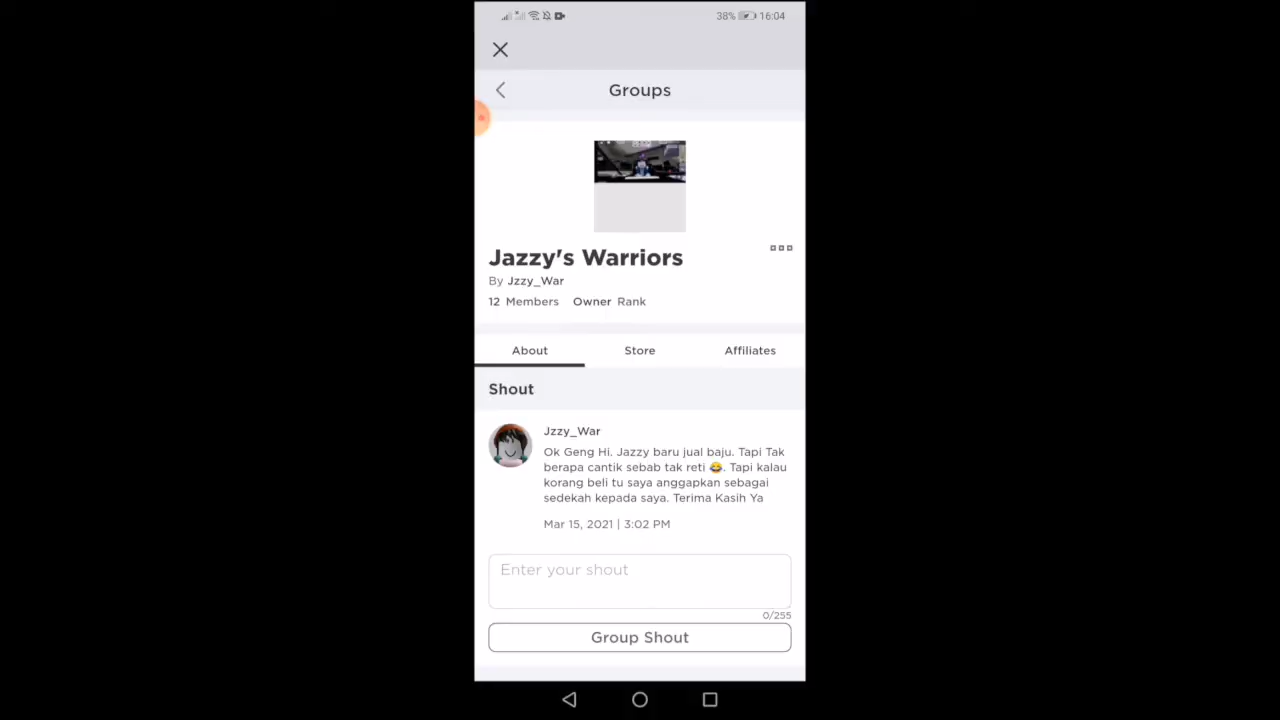 38% 16:04
Groups
Jazzy's Warriors
By Jzzy_War
12 Members Owner Rank
About Store Affiliates
Shout
Jzzy_War
Ok Geng Hi. Jazzy baru jual baju. Tapi Tak
berapa cantik sebab tak reti 😂. Tapi kalau
korang beli tu saya anggapkan sebagai
sedekah kepada saya. Terima Kasih Ya
Mar 15, 2021 | 3:02 PM
Enter your shout
0/255
Group Shout